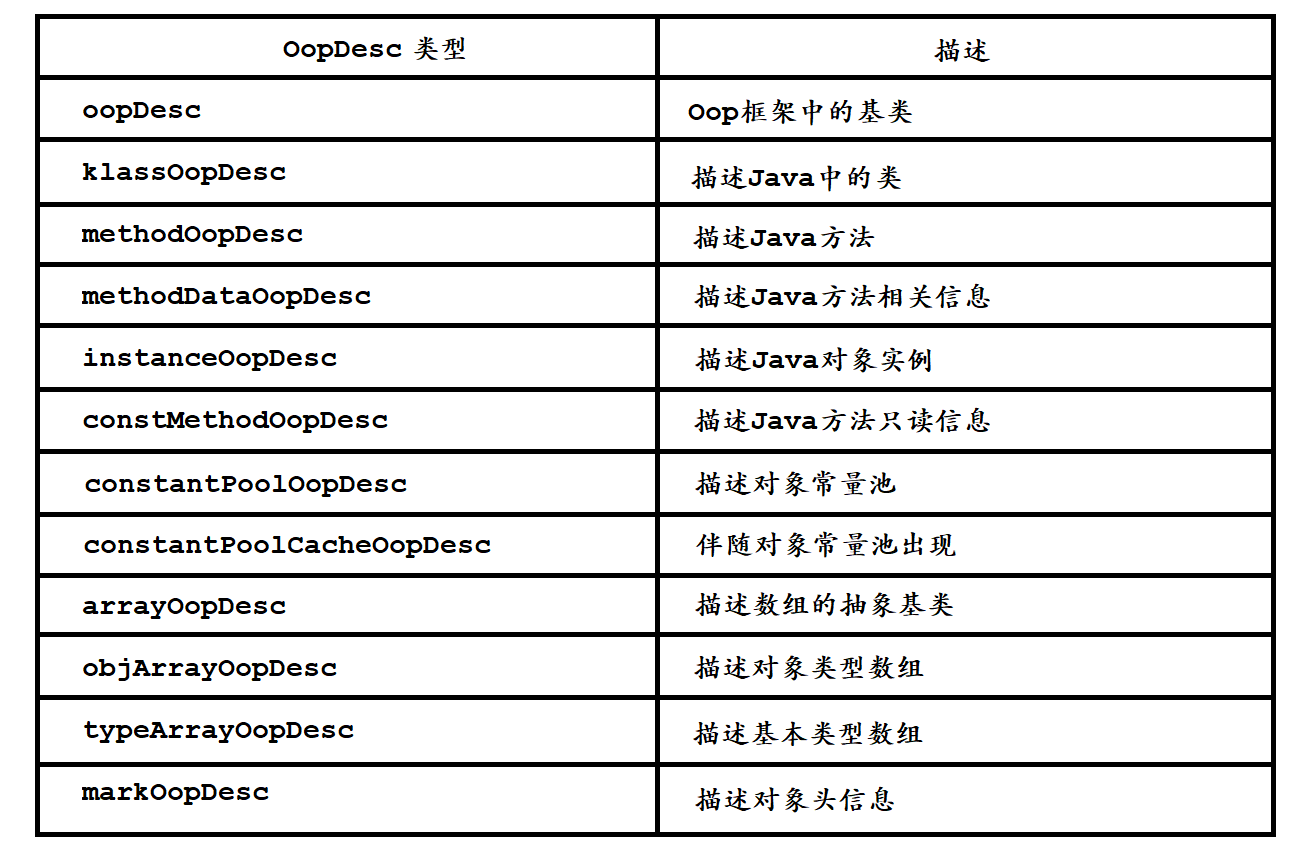 OopDesc 类型 描述
oopDesc Oop框架中的基类
klassOopDesc 描述Java中的类
methodOopDesc 描述Java方法
methodDataOopDesc 描述Java方法相关信息
instanceOopDesc 描述Java对象实例
constMethodOopDesc 描述Java方法只读信息
constantPoolOopDesc 描述对象常量池
constantPoolCacheOopDesc 伴随对象常量池出现
arrayOopDesc 描述数组的抽象基类
objArrayOopDesc 描述对象类型数组
typeArrayOopDesc 描述基本类型数组
markOopDesc 描述对象头信息